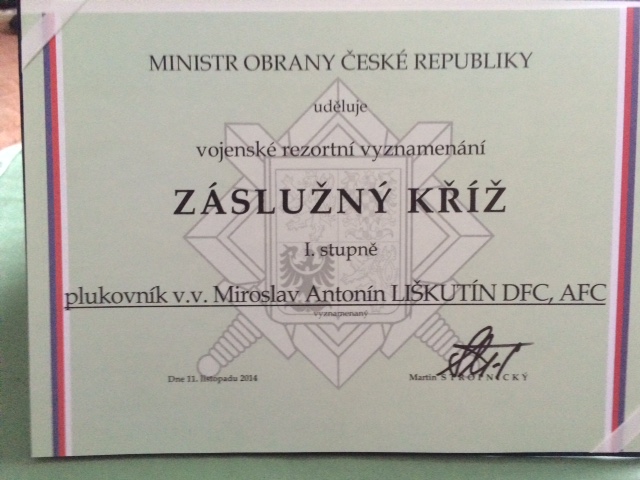 MINISTR OBRANY ČESKÉ REPUBLIKY
uděluje
vojenské rezortní vyznamenání
ZÁSLUŽNÝ KŘÍŽ
I. stupně
plukovník v.v. Miroslav Antonín LIŠKUTÍN DFC, AFC
vyznamenaný
Dne 11. listopadu 2014
Martin STROPNICKÝ